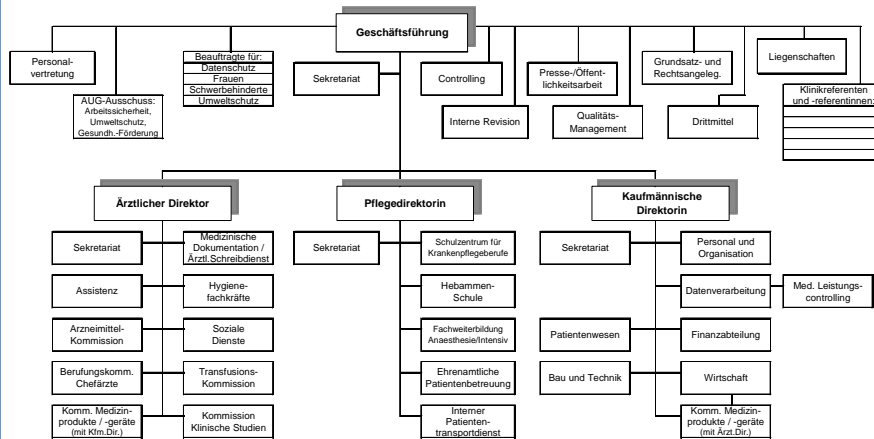 Geschäftsführung
Personal-
vertretung
AUG-Ausschuss:
Arbeitssicherheit,
Umweltschutz,
Gesundh.-Förderung
Beauftragte für:
Datenschutz
Frauen
Schwerbehinderte
Umweltschutz
Sekretariat
Controlling
Interne Revision
Presse-/Öffent-
lichkeitsarbeit
Qualitäts-
Management
Grundsatz- und
Rechtsangeleg.
Drittmittel
Liegenschaften
Klinikreferenten
und -referentinnen:
Ärztlicher Direktor
Sekretariat
Medizinische
Dokumentation /
Ärztl.Schreibdienst
Assistenz
Hygiene-
fachkräfte
Arzneimittel-
Kommission
Soziale
Dienste
Berufungskomm.
Chefärzte
Transfusions-
Kommission
Komm. Medizin-
produkte / -geräte
(mit Kfm.Dir.)
Kommission
Klinische Studien
Pflegedirektorin
Sekretariat
Schulzentrum für
Krankenpflegeberufe
Hebammen-
Schule
Fachweiterbildung
Anaesthesie/Intensiv
Ehrenamtliche
Patientenbetreuung
Interner
Patienten-
transportdienst
Kaufmännische
Direktorin
Sekretariat
Personal und
Organisation
Datenverarbeitung
Med. Leistungs-
controlling
Patientenwesen
Finanzabteilung
Bau und Technik
Wirtschaft
Komm. Medizin-
produkte / -geräte
(mit Ärzt.Dir.)